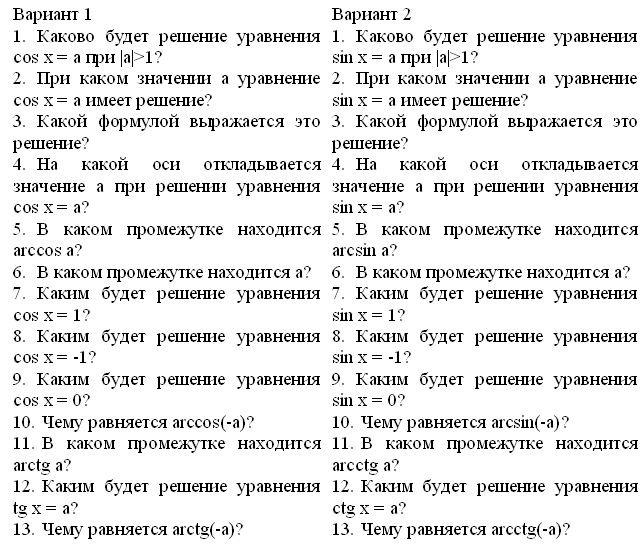 Вариант 1
1. Каково будет решение уравнения
cos x = a при |a|>1?
2. При каком значении а уравнение
cos x = a имеет решение?
3. Какой формулой выражается это
решение?
4. На какой оси откладывается
значение а при решении уравнения
cos x = a?
5. В каком промежутке находится
arccos a?
6. В каком промежутке находится а?
7. Каким будет решение уравнения
cos x = 1?
8. Каким будет решение уравнения
cos x = -1?
9. Каким будет решение уравнения
cos x = 0?
10. Чему равняется arccos(-a)?
11. В каком промежутке находится
arctg a?
12. Каким будет решение уравнения
tg x = a?
13. Чему равняется arctg(-a)?
Вариант 2
1. Каково будет решение уравнения
sin x = a при |a|>1?
2. При каком значении а уравнение
sin x = a имеет решение?
3. Какой формулой выражается это
решение?
4. На какой оси откладывается
значение а при решении уравнения
sin x = a?
5. В каком промежутке находится
arcsin a?
6. В каком промежутке находится а?
7. Каким будет решение уравнения
sin x = 1?
8. Каким будет решение уравнения
sin x = -1?
9. Каким будет решение уравнения
sin x = 0?
10. Чему равняется arcsin(-a)?
11. В каком промежутке находится
arcctg a?
12. Каким будет решение уравнения
ctg x = a?
13. Чему равняется arcctg(-a)?